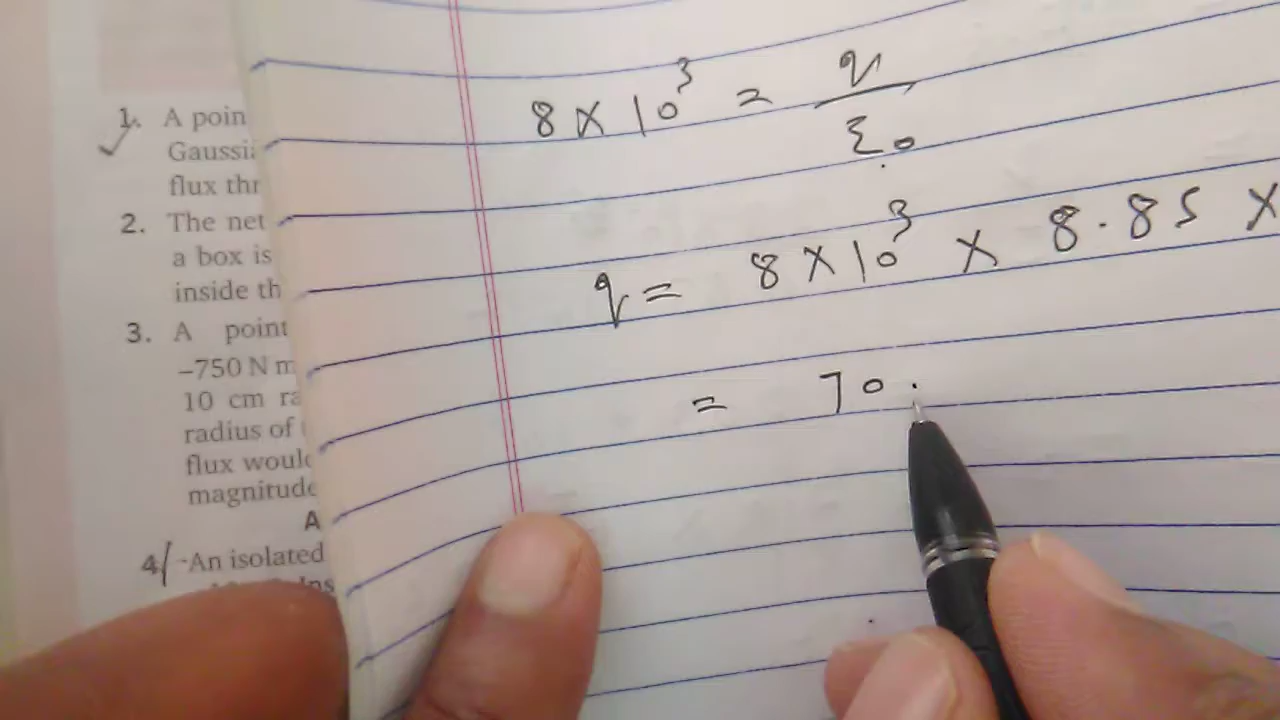 1. A poin
Gaussi
flux thr
2. The net
a box is
inside th
3. A point
–750 N m
10 cm ra
radius of
flux woul
magnitude
A
4. An isolated
8 × 10³ = q/ε₀
q = 8 × 10³ × 8.85 ×
= 70.